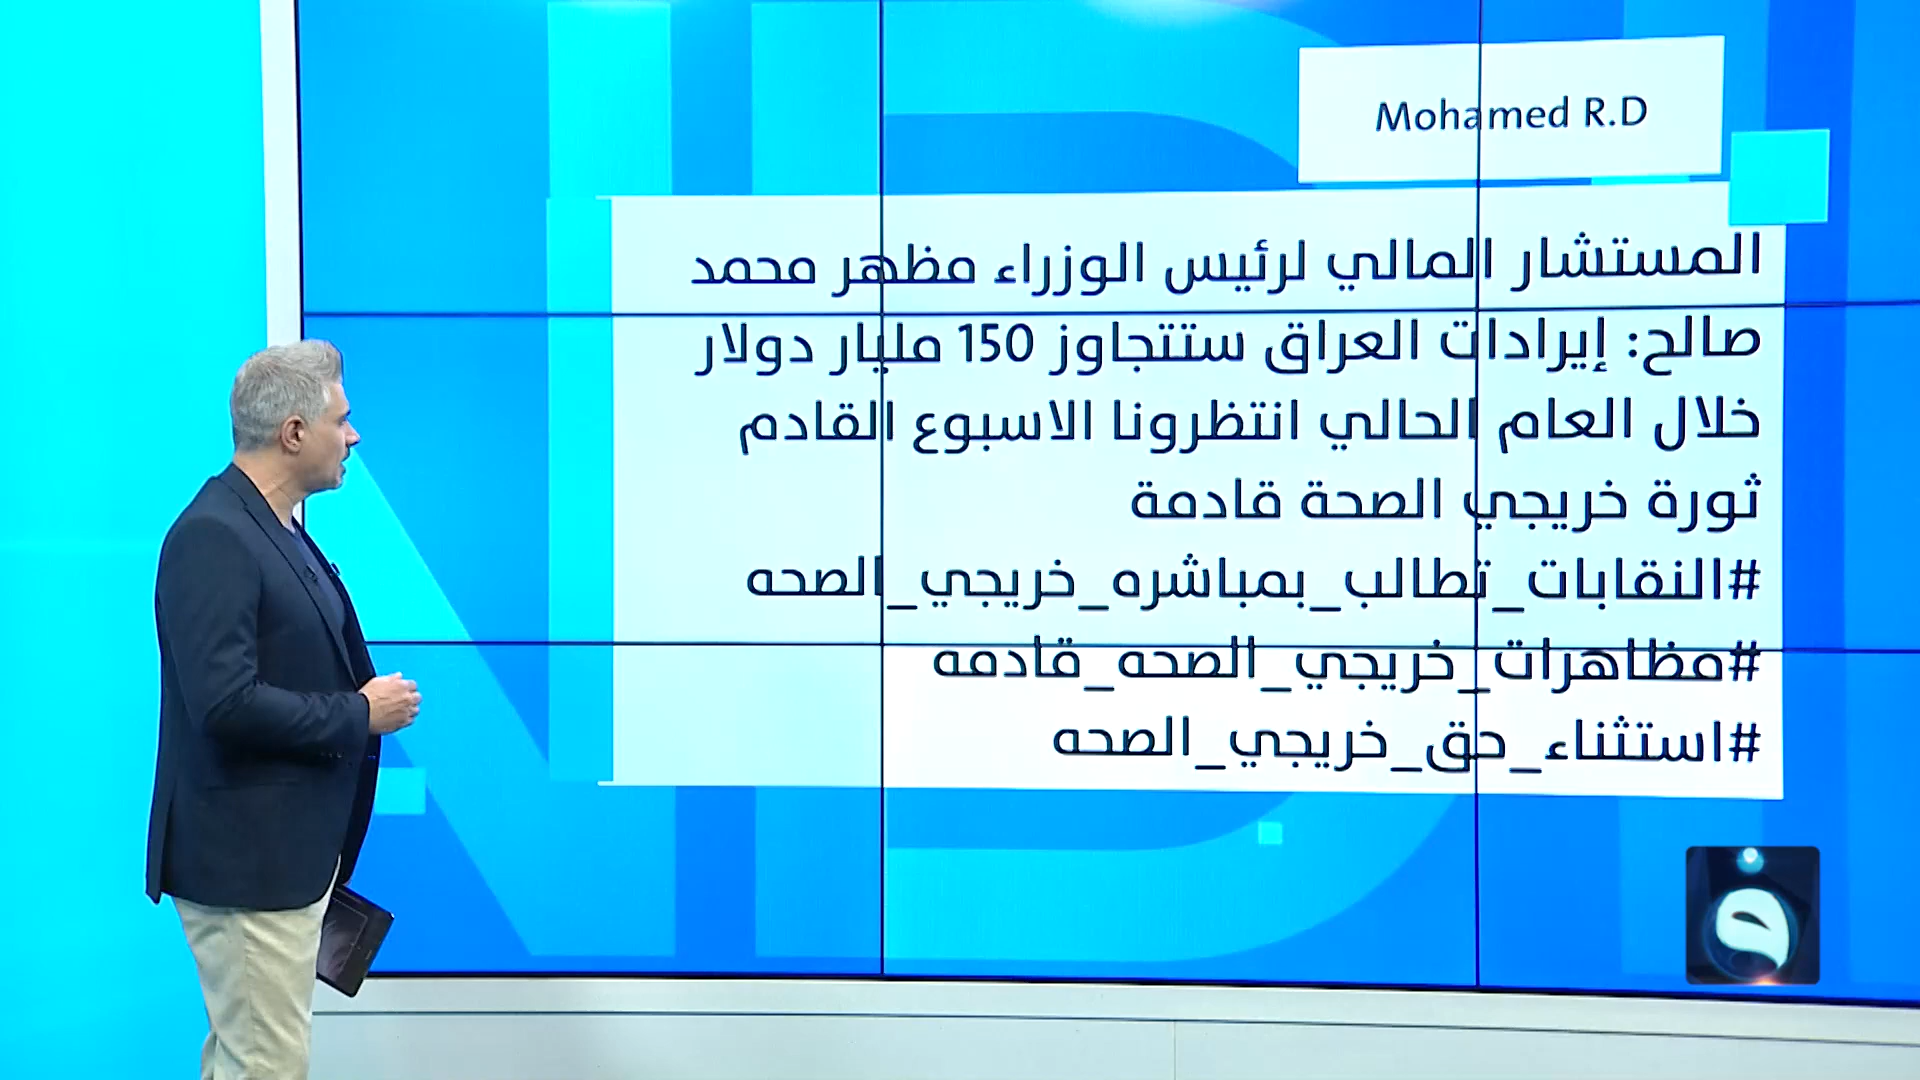 Mohamed R.D
المستشار المالي لرئيس الوزراء مظهر محمد
صالح: إيرادات العراق ستتجاوز 150 مليار دولار
خلال العام الحالي انتظرونا الاسبوع القادم
ثورة خريجي الصحة قادمة
#النقابات_تطالب_بمباشره_خريجي_الصحه
#مظاهرات_خريجي_الصحه_قادمه
#استثناء_حق_خريجي_الصحه